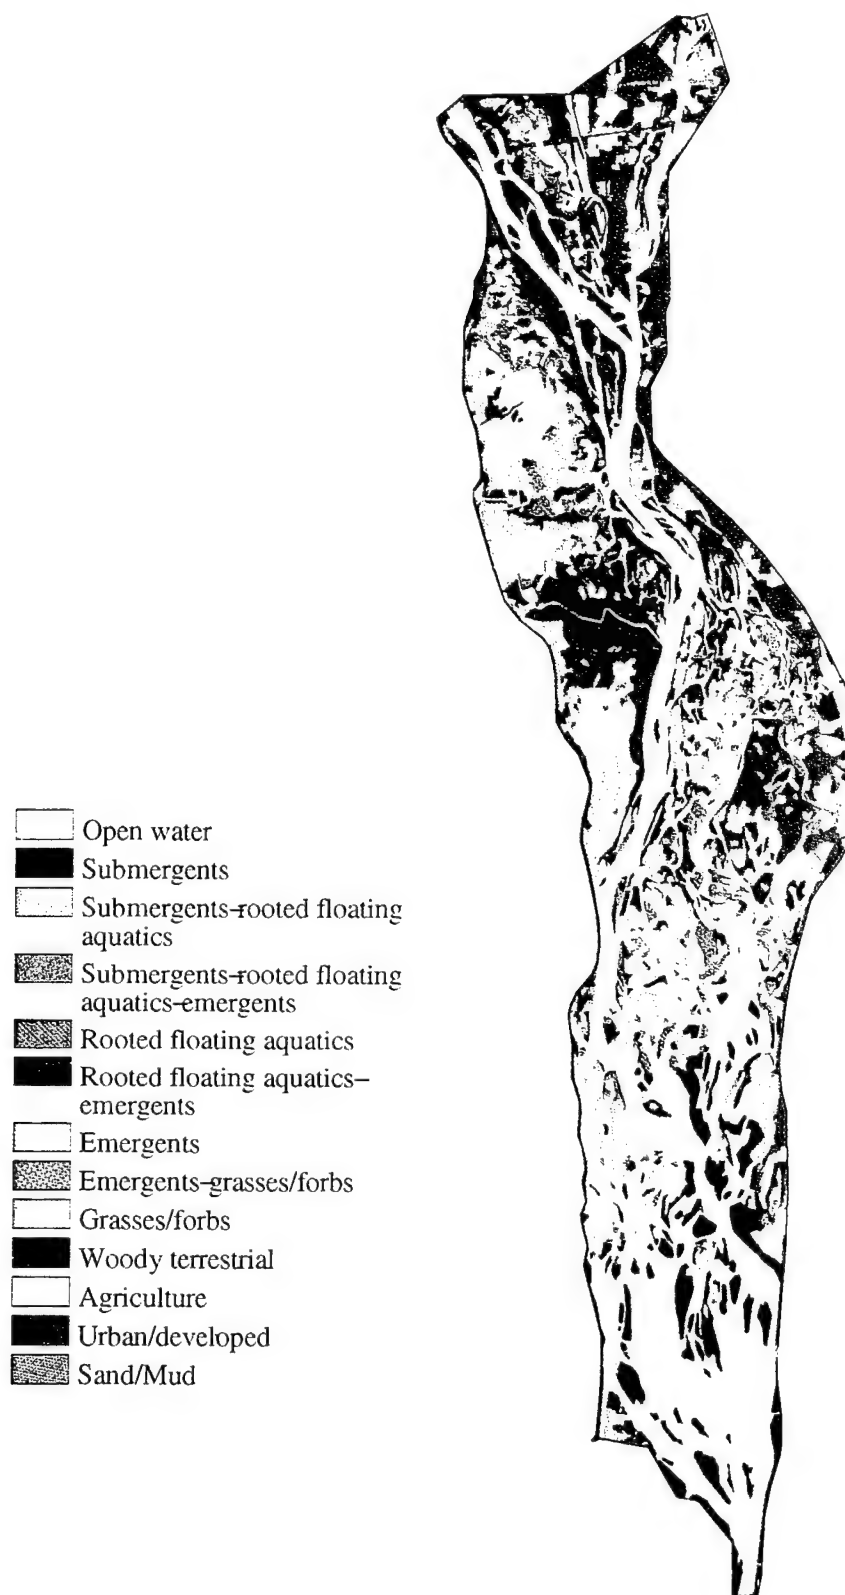 Open water
Submergents
Submergents-rooted floating
aquatics
Submergents-rooted floating
aquatics-emergents
Rooted floating aquatics
Rooted floating aquatics–
emergents
Emergents
Emergents-grasses/forbs
Grasses/forbs
Woody terrestrial
Agriculture
Urban/developed
Sand/Mud